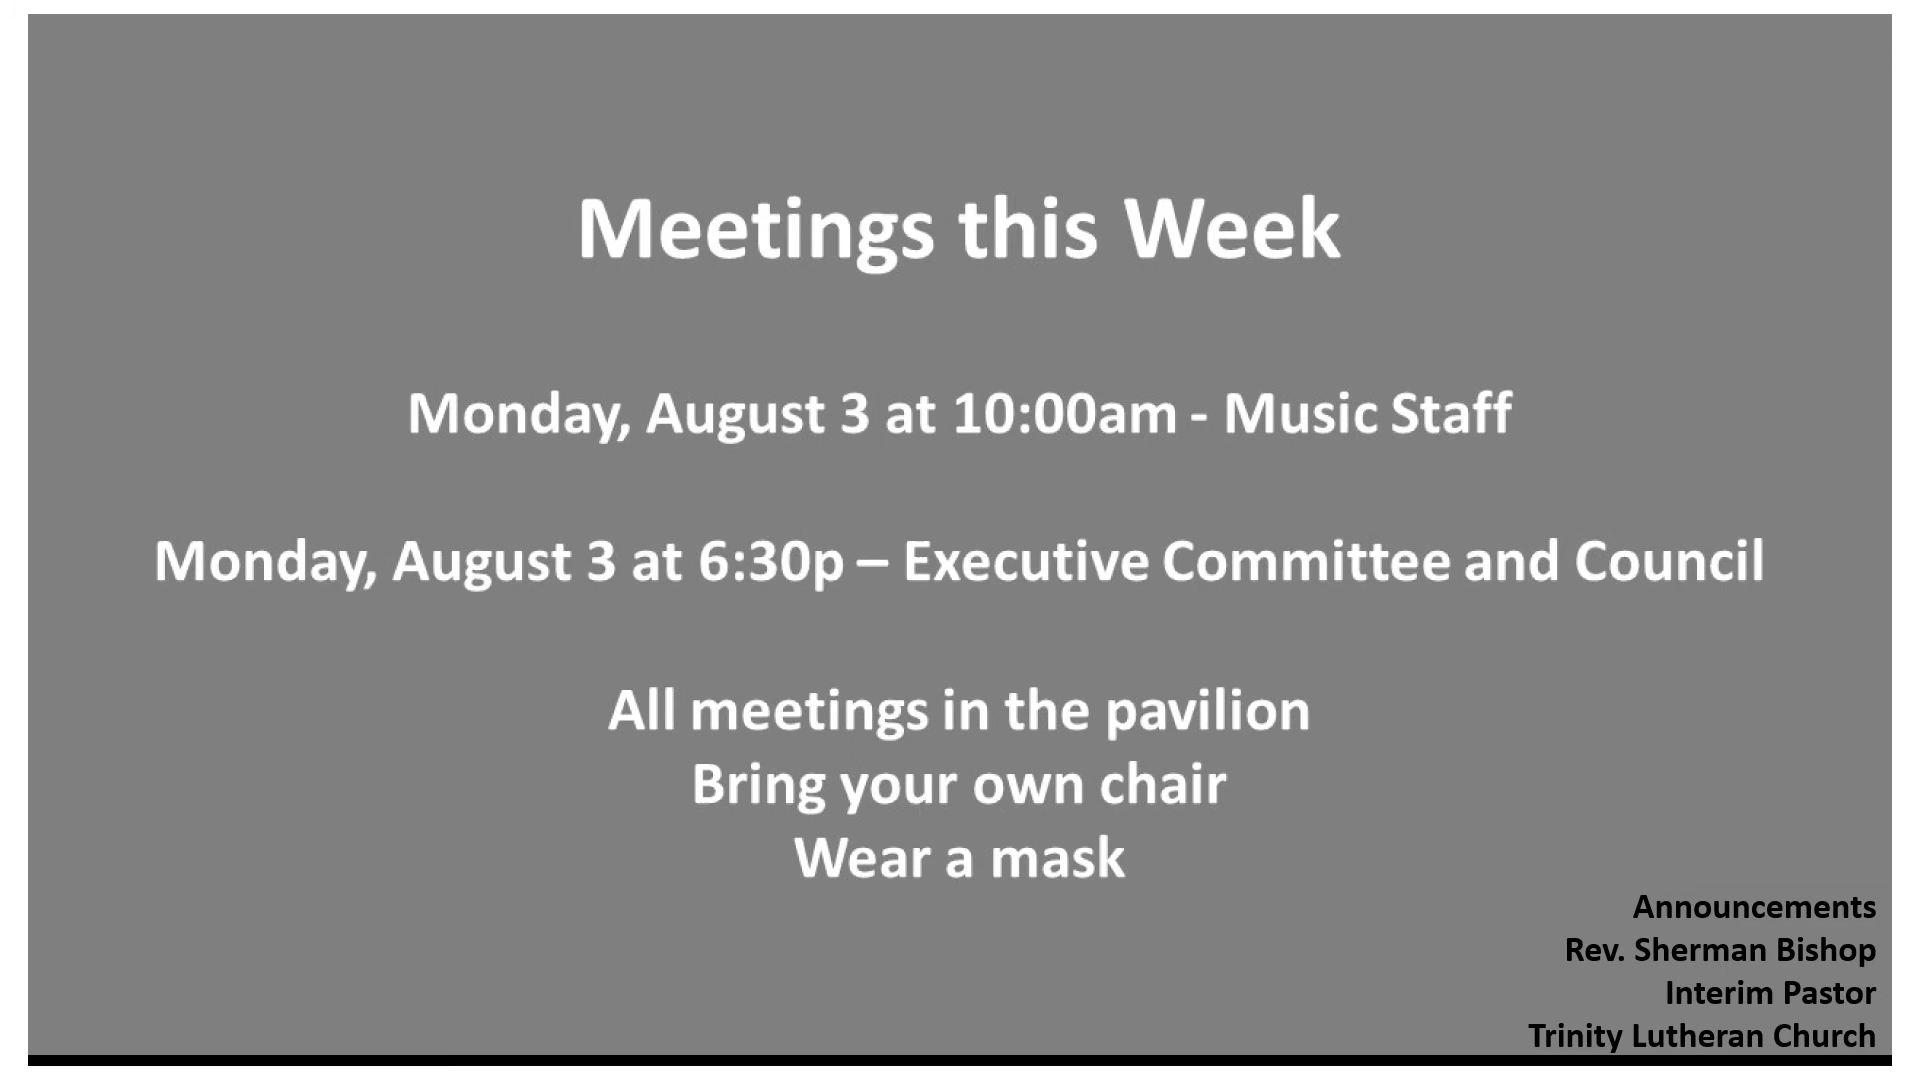 Meetings this Week
Monday, August 3 at 10:00am - Music Staff
Monday, August 3 at 6:30p – Executive Committee and Council
All meetings in the pavilion
Bring your own chair
Wear a mask
Announcements
Rev. Sherman Bishop
Interim Pastor
Trinity Lutheran Church